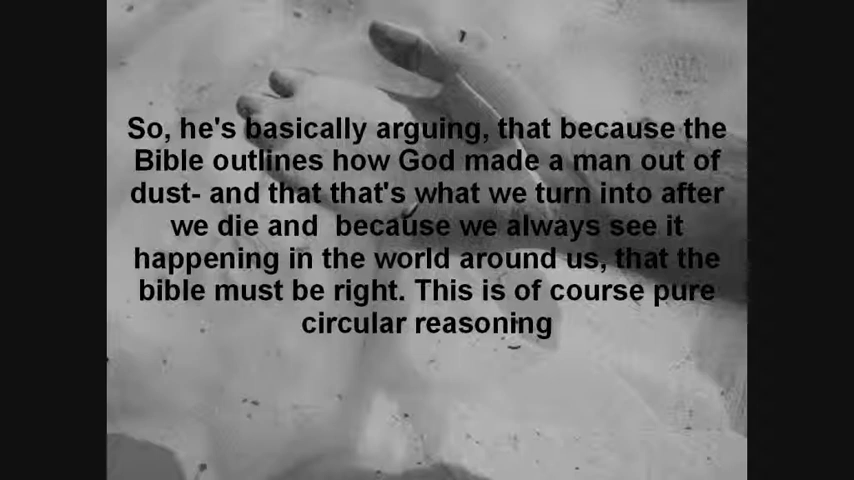 So, he's basically arguing, that because the
Bible outlines how God made a man out of
dust- and that that's what we turn into after
we die and  because we always see it
happening in the world around us, that the
bible must be right. This is of course pure
circular reasoning